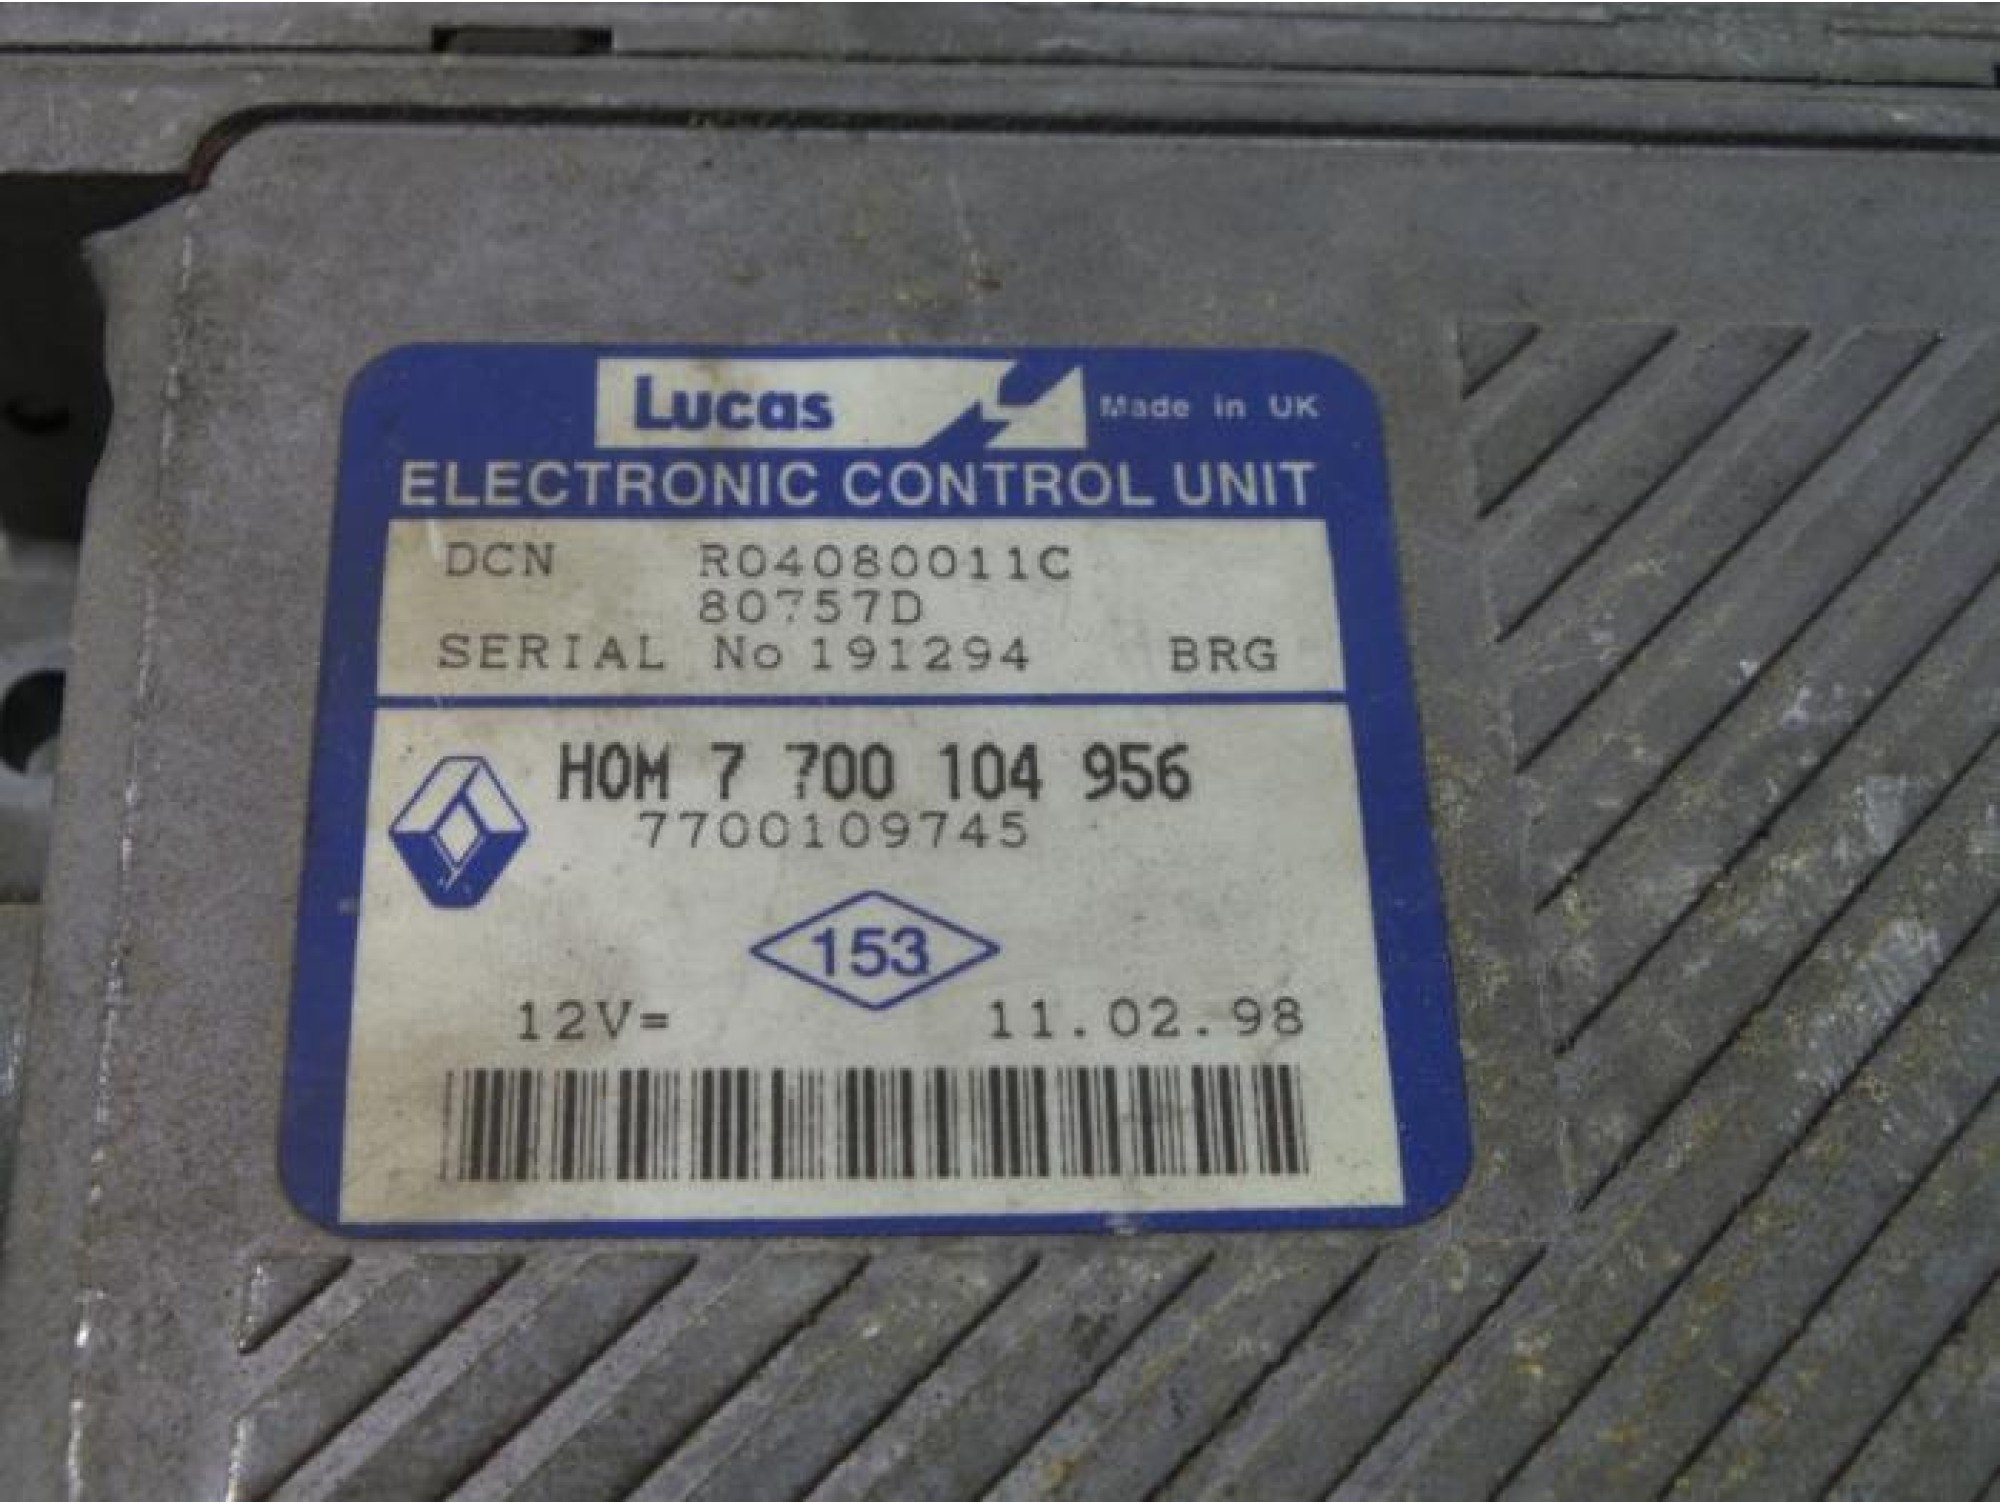 Lucas Made in UK
ELECTRONIC CONTROL UNIT
DCN R04080011C
80757D
SERIAL No 191294 BRG
HOM 7 700 104 956
7700109745
153
12V= 11.02.98